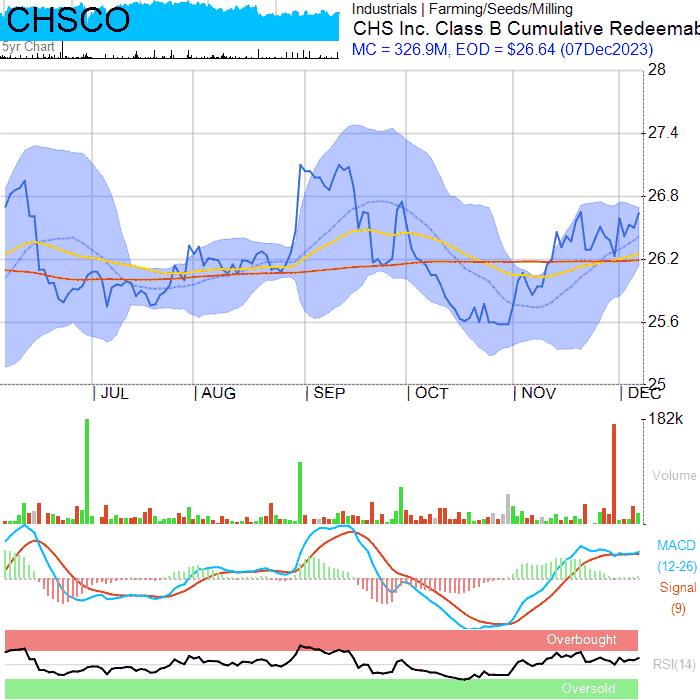 CHSCO
5yr Chart
Industrials | Farming/Seeds/Milling
CHS Inc. Class B Cumulative Redeemab
MC = 326.9M, EOD = $26.64 (07Dec2023)
28
27.4
26.8
26.2
25.6
25
JUL
AUG
SEP
OCT
NOV
DEC
182k
Volume
MACD
(12-26)
Signal
(9)
Overbought
RSI(14)
Oversold